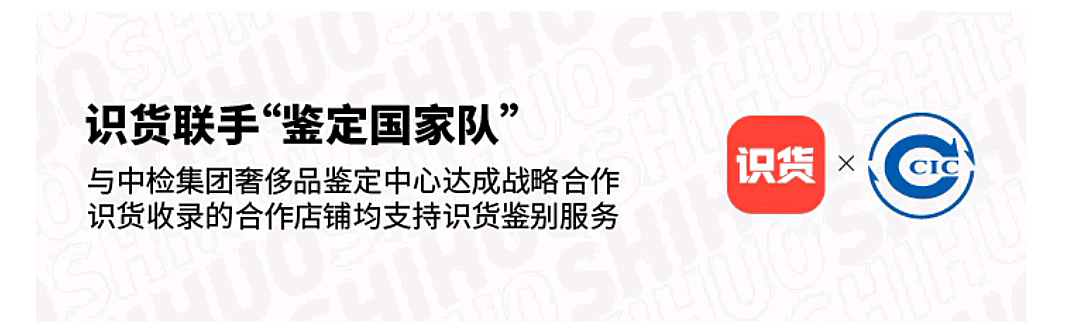 识货联手“鉴定国家队”
与中检集团奢侈品鉴定中心达成战略合作
识货收录的合作店铺均支持识货鉴别服务
识货 × CCIC
SHIHUO